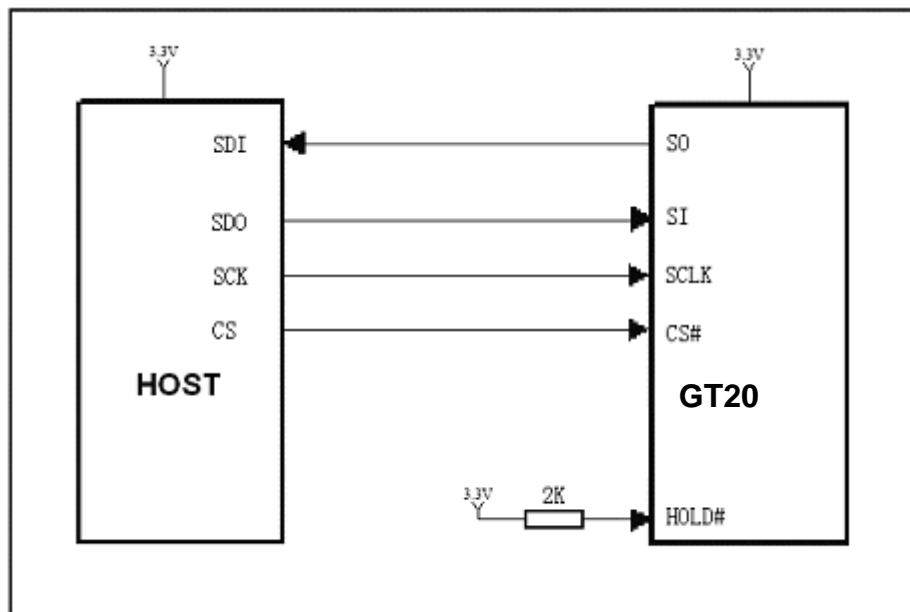 3.3V
3.3V
SDI
SO
SDO
SI
SCK
SCLK
CS
CS#
HOST
GT20
3.3V
2K
HOLD#